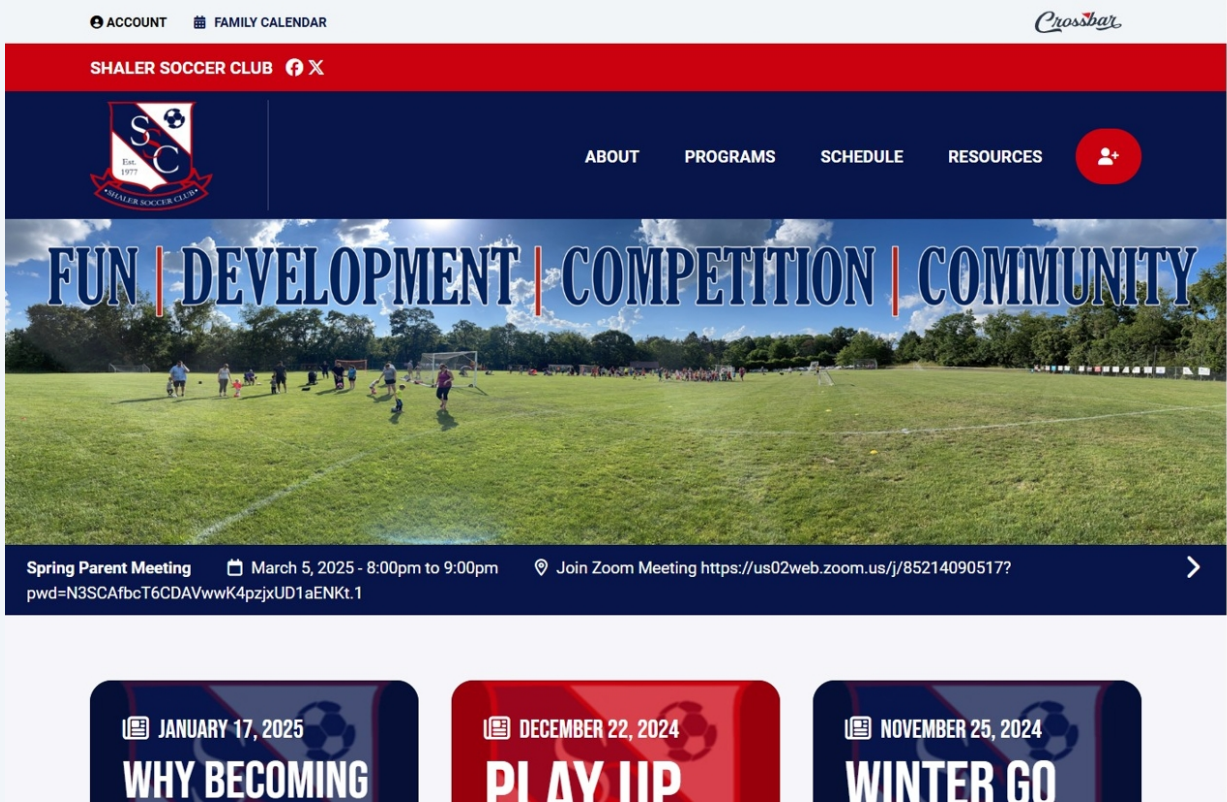 ACCOUNT FAMILY CALENDAR Crossbar
SHALER SOCCER CLUB
SSC
Est.
1977
•SHALER SOCCER CLUB•
ABOUT PROGRAMS SCHEDULE RESOURCES
FUN | DEVELOPMENT | COMPETITION | COMMUNITY
Spring Parent Meeting March 5, 2025 - 8:00pm to 9:00pm Join Zoom Meeting https://us02web.zoom.us/j/85214090517?
pwd=N3SCAfbcT6CDAVwwK4pzjxUD1aENKt.1
JANUARY 17, 2025
WHY BECOMING
DECEMBER 22, 2024
PLAY UP
NOVEMBER 25, 2024
WINTER GO